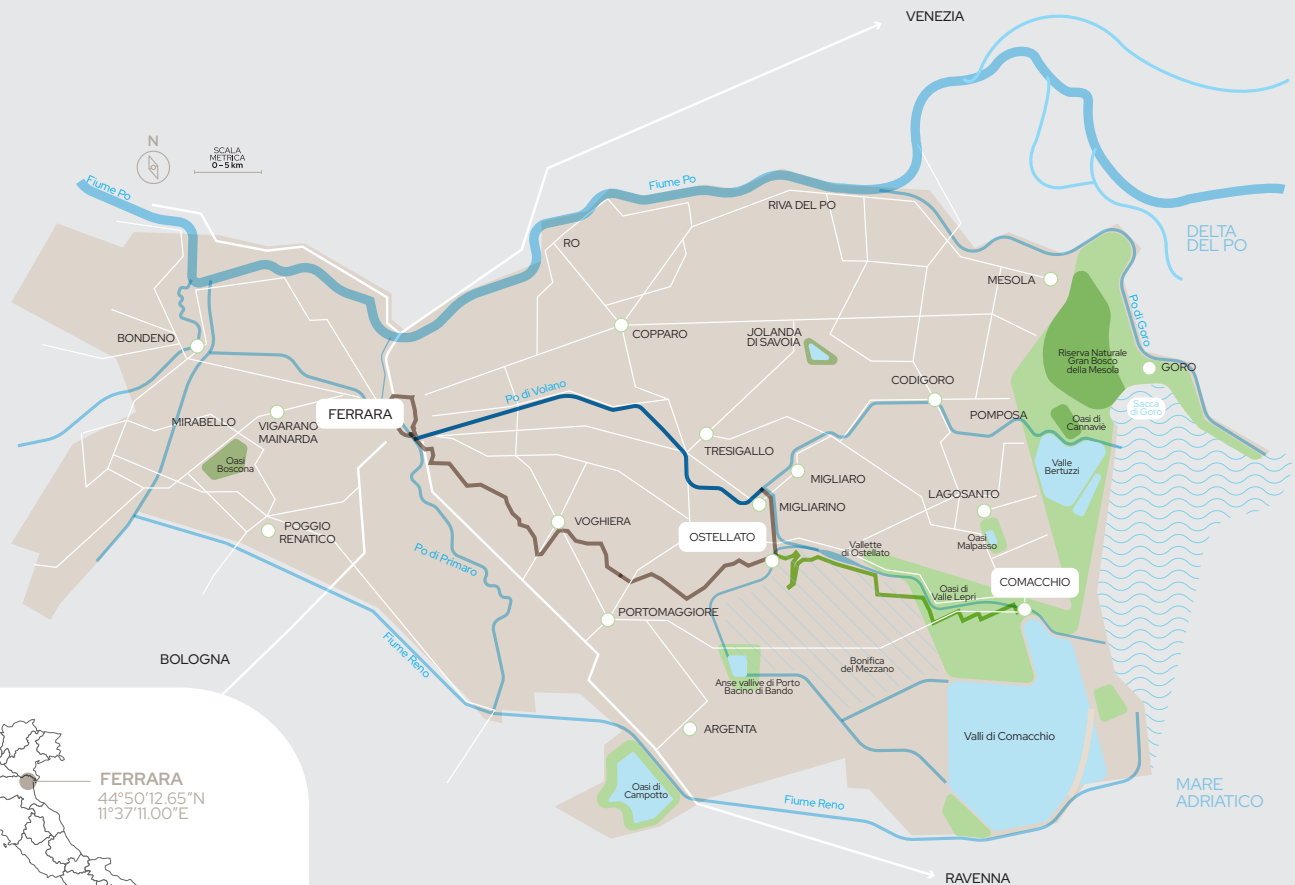 VENEZIA
N
SCALA
METRICA
0–5 km
Fiume Po
Fiume Po
RIVA DEL PO
RO
DELTA
DEL PO
MESOLA
Po di Goro
BONDENO
COPPARO
JOLANDA
DI SAVOIA
Riserva Naturale
Gran Bosco
della Mesola
GORO
CODIGORO
Po di Volano
Sacca
di Goro
FERRARA
MIRABELLO
VIGARANO
MAINARDA
POMPOSA
Oasi di
Cannaviè
TRESIGALLO
Oasi
Boscona
Valle
Bertuzzi
MIGLIARO
LAGOSANTO
MIGLIARINO
POGGIO
RENATICO
VOGHIERA
OSTELLATO
Oasi
Malpasso
Vallette
di Ostellato
Po di Primaro
COMACCHIO
Oasi di
Valle Lepri
PORTOMAGGIORE
Fiume Reno
BOLOGNA
Bonifica
del Mezzano
Anse vallive di Porto
Bacino di Bando
ARGENTA
Valli di Comacchio
FERRARA
44°50'12.65"N
11°37'11.00"E
Oasi di
Campotto
Fiume Reno
MARE
ADRIATICO
RAVENNA